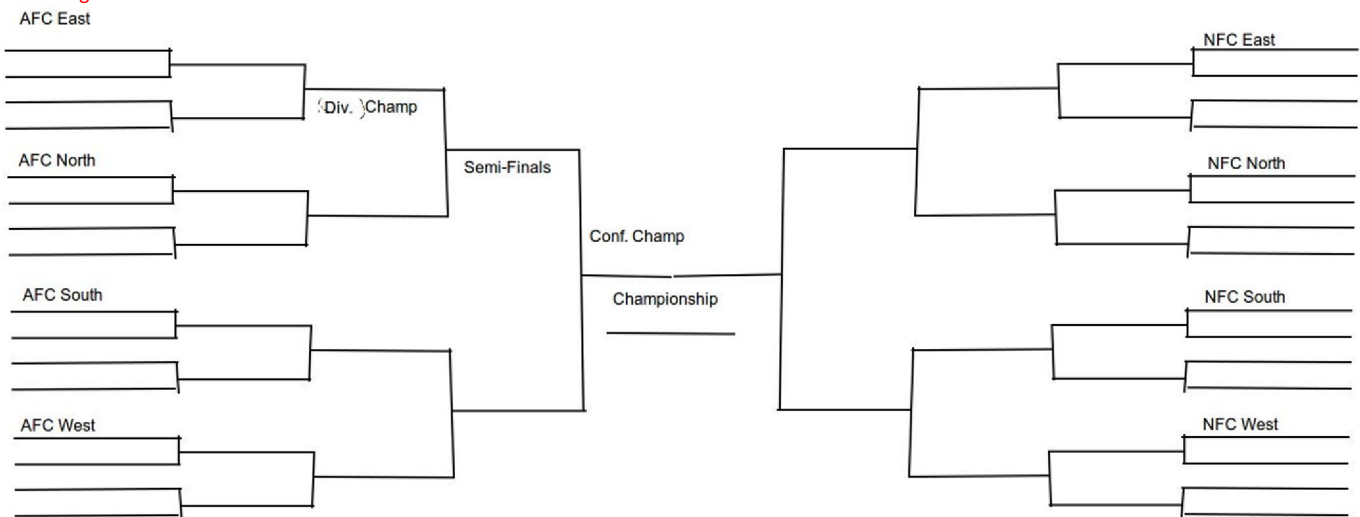 AFC East
(Div. )Champ
AFC North
Semi-Finals
AFC South
AFC West
Conf. Champ
Championship
NFC East
NFC North
NFC South
NFC West